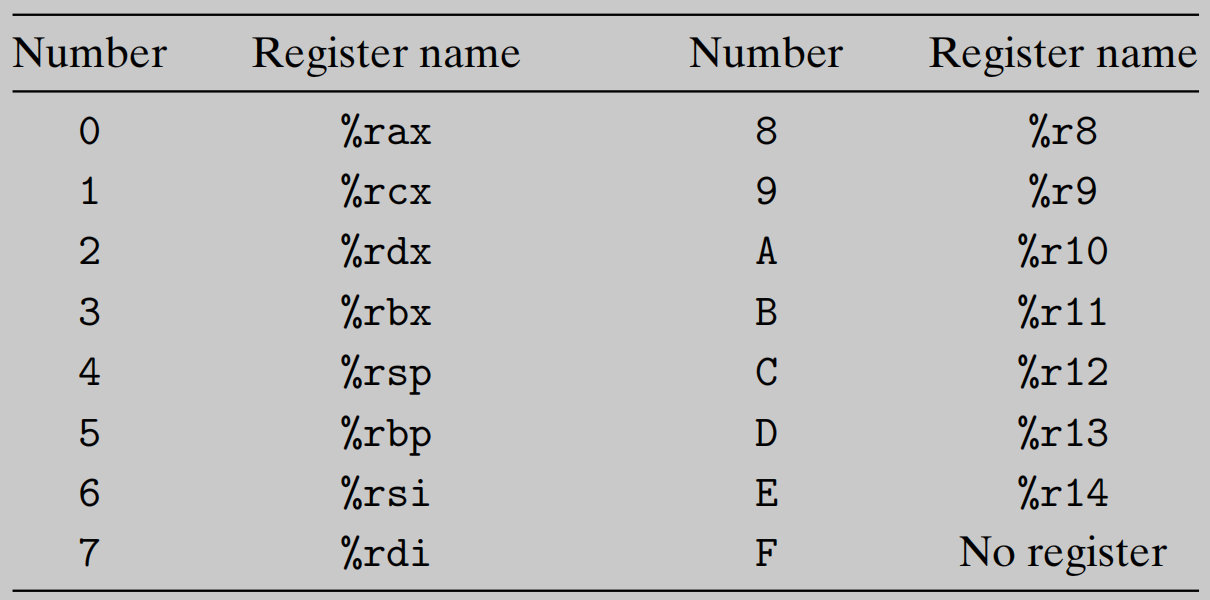 Number Register name Number Register name
0 %rax 8 %r8
1 %rcx 9 %r9
2 %rdx A %r10
3 %rbx B %r11
4 %rsp C %r12
5 %rbp D %r13
6 %rsi E %r14
7 %rdi F No register